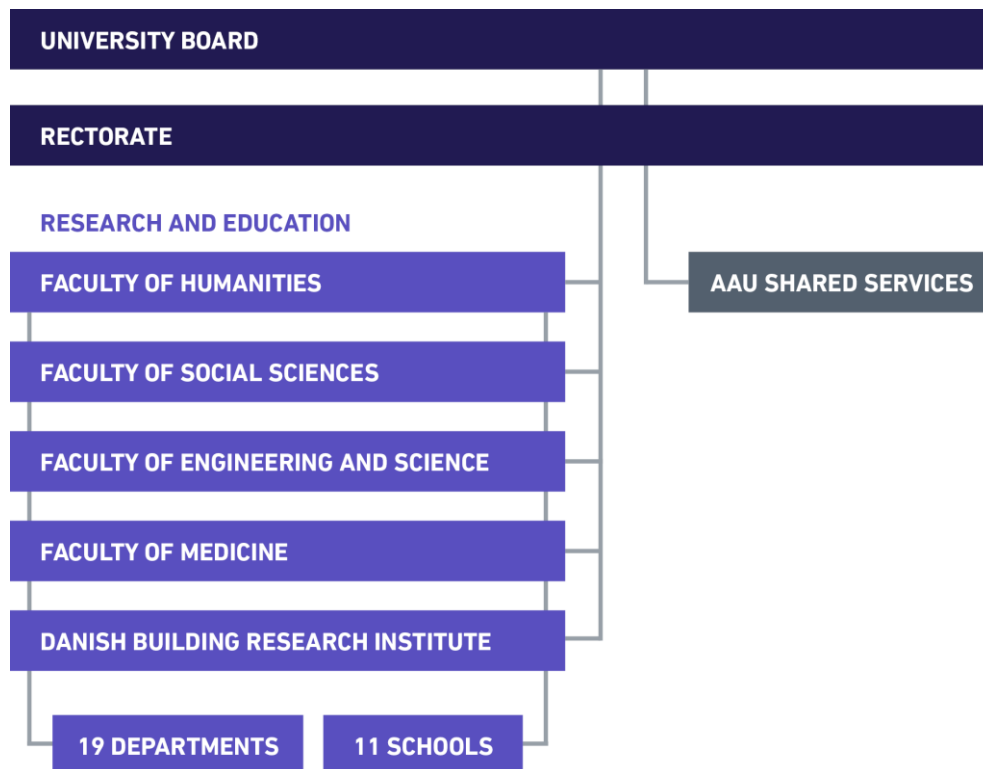 UNIVERSITY BOARD
RECTORATE
RESEARCH AND EDUCATION
FACULTY OF HUMANITIES
AAU SHARED SERVICES
FACULTY OF SOCIAL SCIENCES
FACULTY OF ENGINEERING AND SCIENCE
FACULTY OF MEDICINE
DANISH BUILDING RESEARCH INSTITUTE
19 DEPARTMENTS
11 SCHOOLS